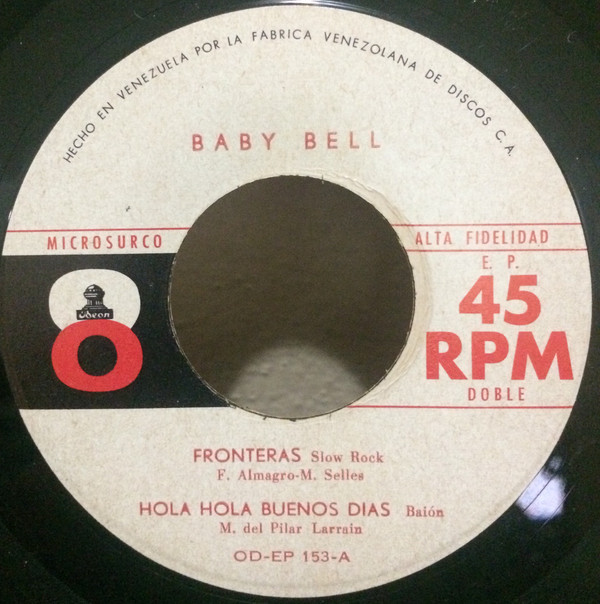 HECHO EN VENEZUELA POR LA FABRICA VENEZOLANA DE DISCOS C.A.
BABY BELL
MICROSURCO
ALTA FIDELIDAD
Odeon
E. P.
45
RPM
DOBLE
FRONTERAS Slow Rock
F. Almagro-M. Selles
HOLA HOLA BUENOS DIAS Baión
M. del Pilar Larrain
OD-EP 153-A